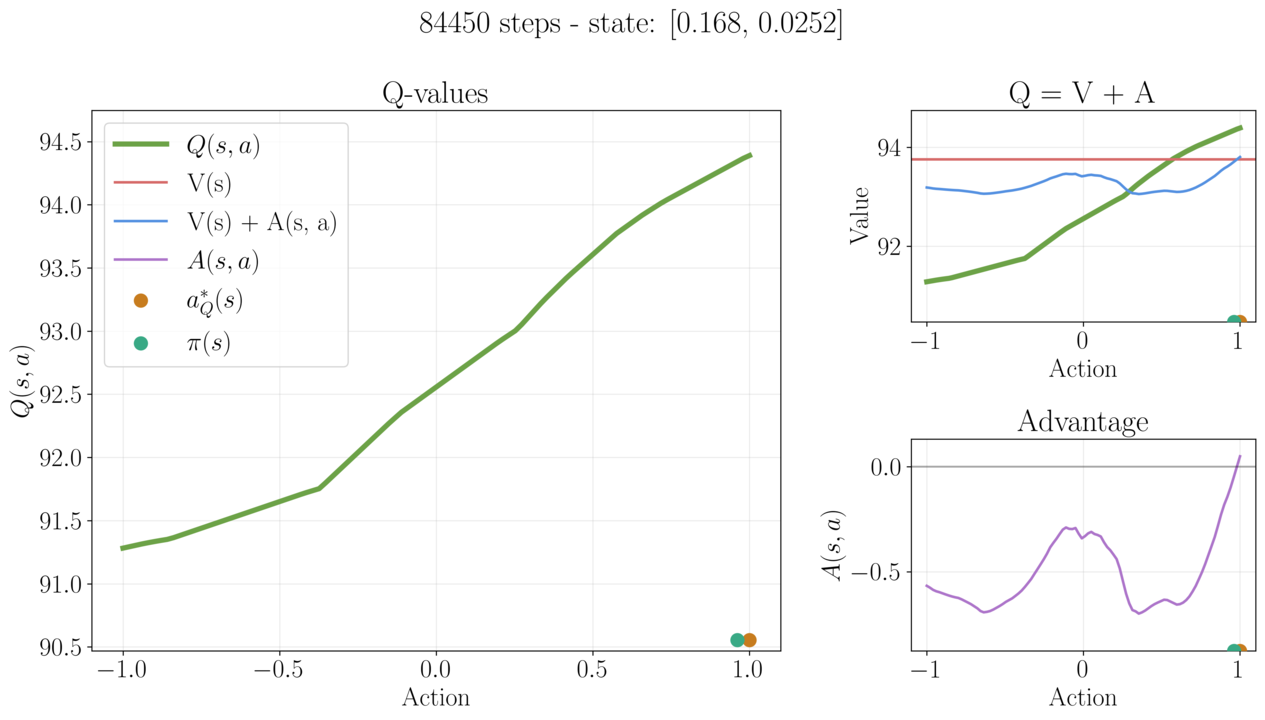 84450 steps - state: [0.168, 0.0252]
Q-values
Q(s, a)
94.5
94.0
93.5
93.0
92.5
92.0
91.5
91.0
90.5
Q(s, a)
V(s)
V(s) + A(s, a)
A(s, a)
a*Q(s)
π(s)
−1.0
−0.5
0.0
0.5
1.0
Action
Q = V + A
Value
94
92
−1
0
1
Action
Advantage
A(s, a)
0.0
−0.5
−1
0
1
Action